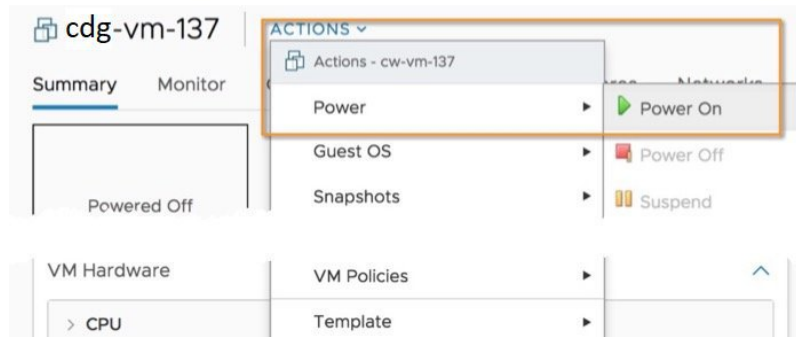 cdg-vm-137 ACTIONS
Actions - cw-vm-137
Summary Monitor Networks
Power Power On
Guest OS Power Off
Snapshots Suspend
Powered Off
VM Hardware
VM Policies
> CPU Template